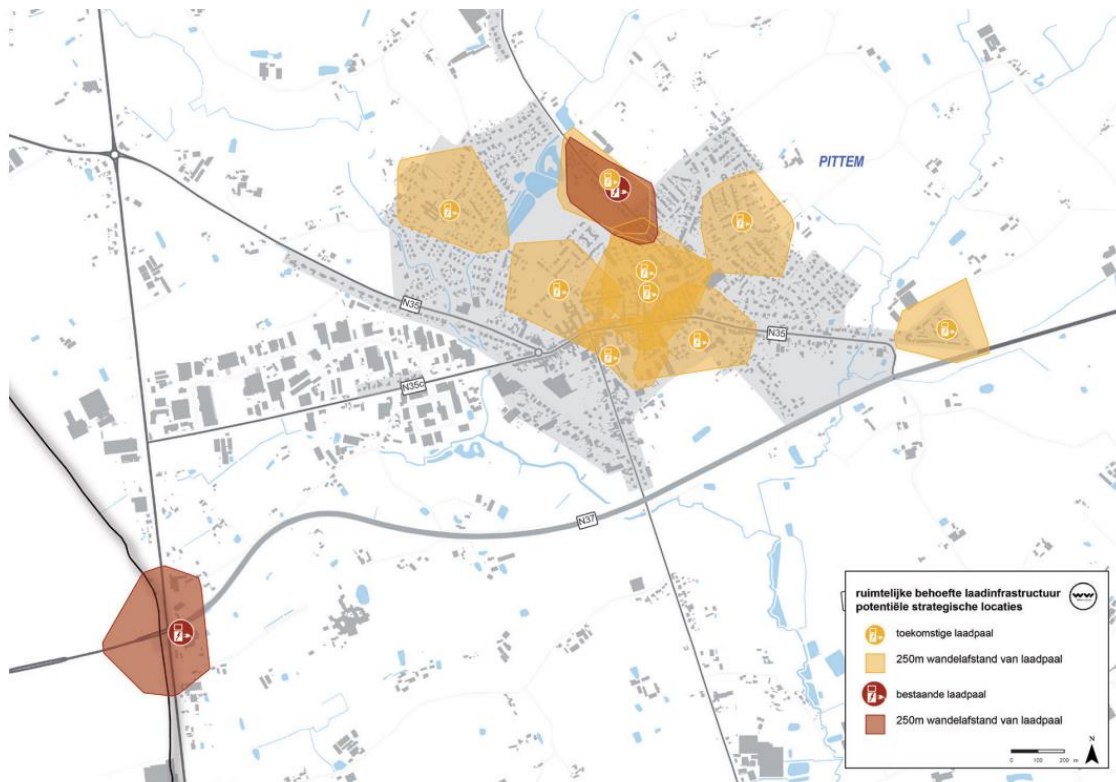 PITTEM
N35
N35
N35c
N37
ruimtelijke behoefte laadinfrastructuur
potentiële strategische locaties
toekomstige laadpaal
250m wandelafstand van laadpaal
bestaande laadpaal
250m wandelafstand van laadpaal
N
0 100 200 m